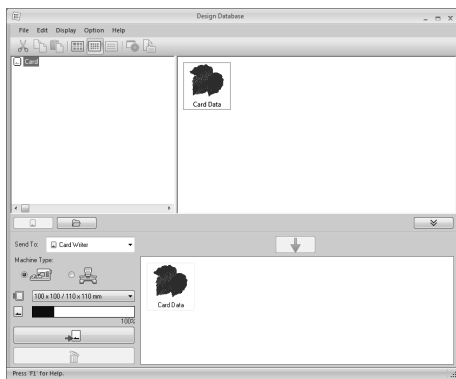 Design Database
File Edit Display Option Help
Card
Card Data
Send To: Card Writer
Machine Type:
100 x 100 / 110 x 110 mm
100%
Card Data
Press 'F1' for Help.